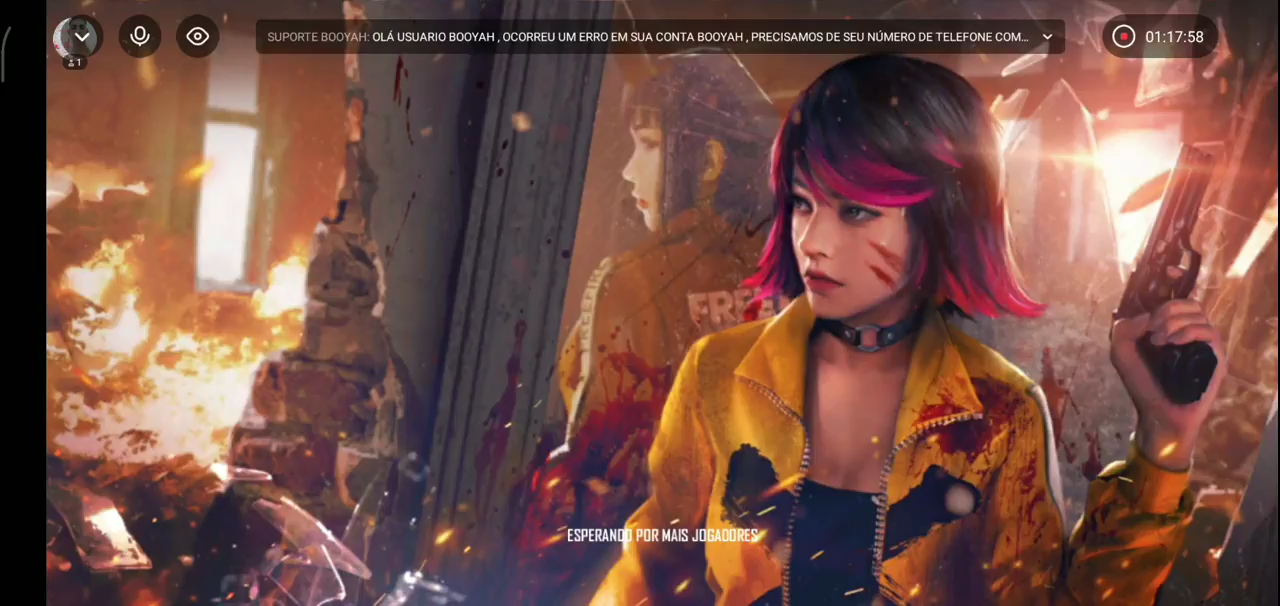 SUPORTE BOOYAH: OLÁ USUARIO BOOYAH , OCORREU UM ERRO EM SUA CONTA BOOYAH , PRECISAMOS DE SEU NÚMERO DE TELEFONE COM...
01:17:58
1
FREE
ESPERANDO POR MAIS JOGADORES